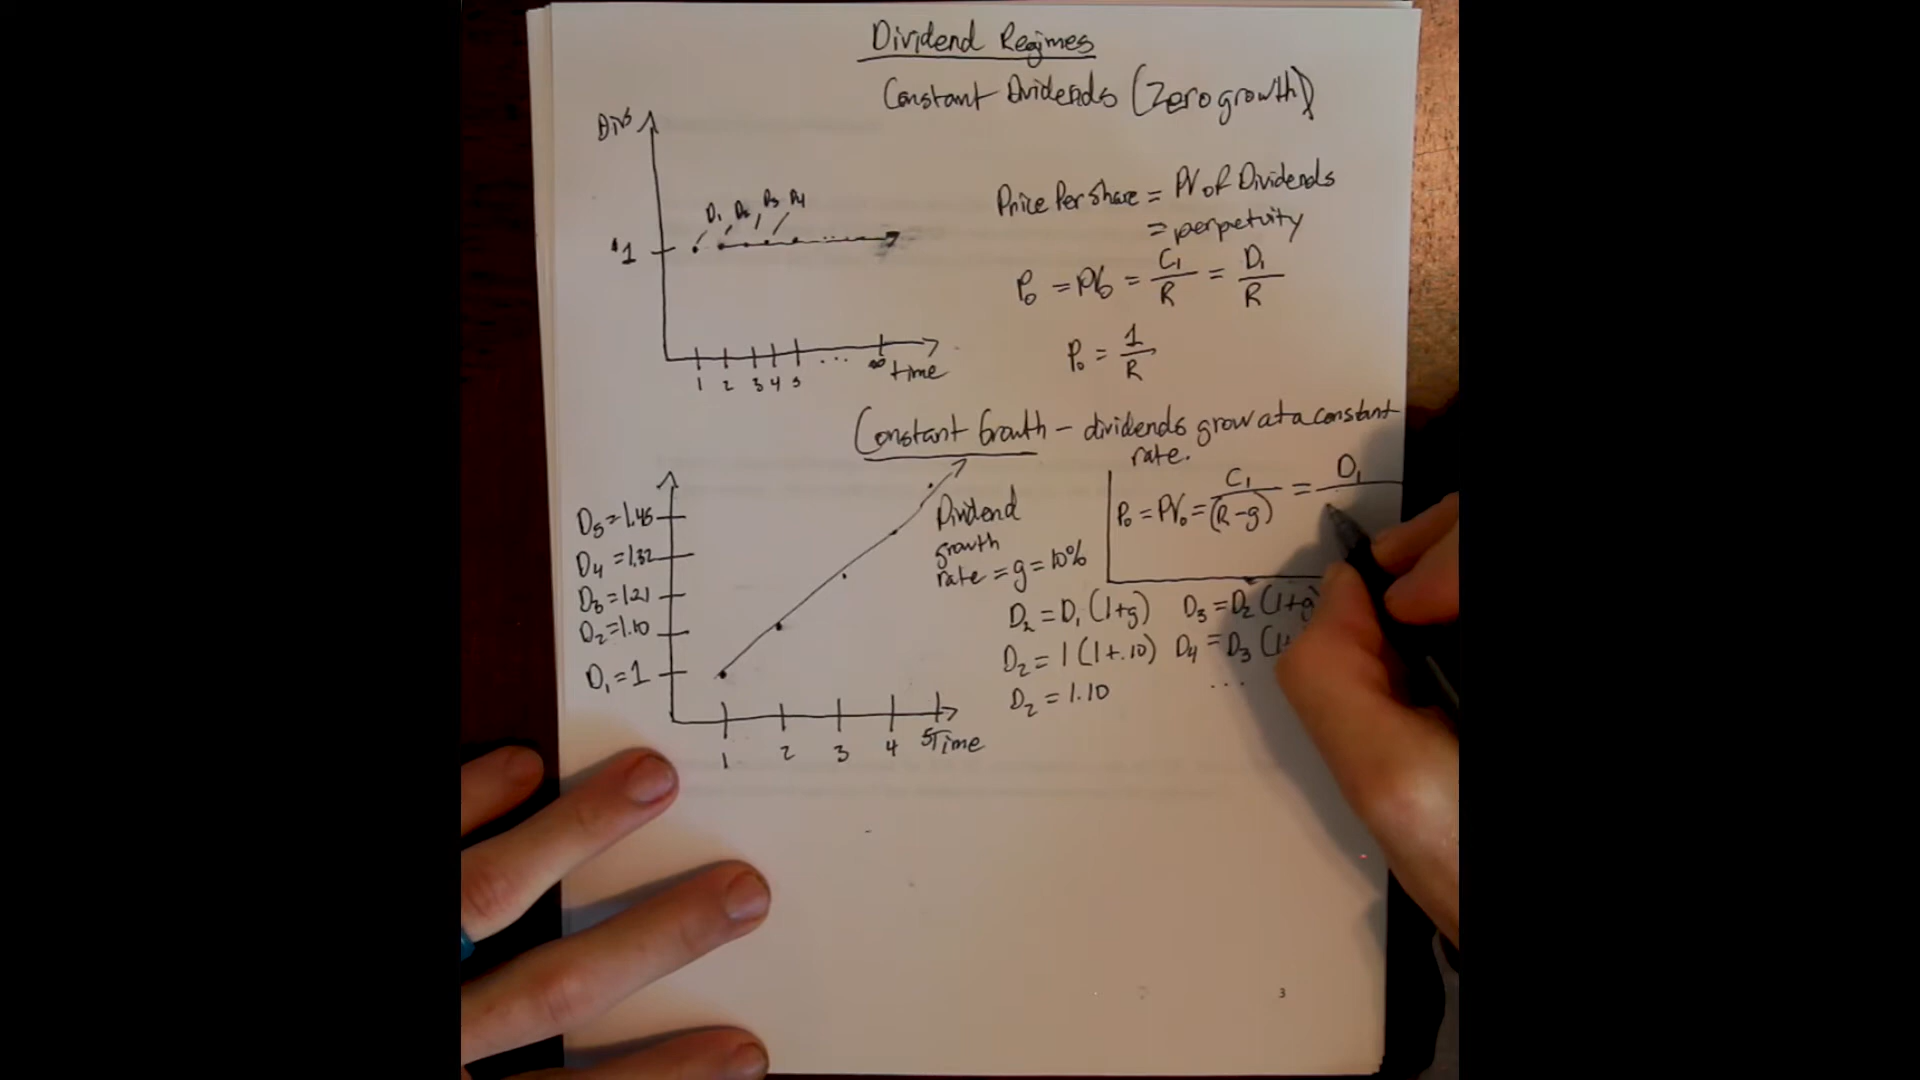 Dividend Regimes
Constant Dividends (Zero growth)
Divs
D₁ D₂ D₃ D₄
$1
1 2 3 4 5 ... ∞ time
Price Per Share = PV of Dividends
= perpetuity
P₀ = PV₀ = C₁/R = D₁/R
P₀ = 1/R
Constant Growth – dividends grow at a constant
rate.
D₅ = 1.46
D₄ = 1.32
D₃ = 1.21
D₂ = 1.10
D₁ = 1
1 2 3 4 5 Time
Dividend
growth
rate = g = 10%
P₀ = PV₀ = C₁/(R-g) = D₁
D₂ = D₁ (1+g) D₃ = D₂ (1+g)
D₂ = 1 (1+.10) D₄ = D₃ (1+
D₂ = 1.10 ...
3